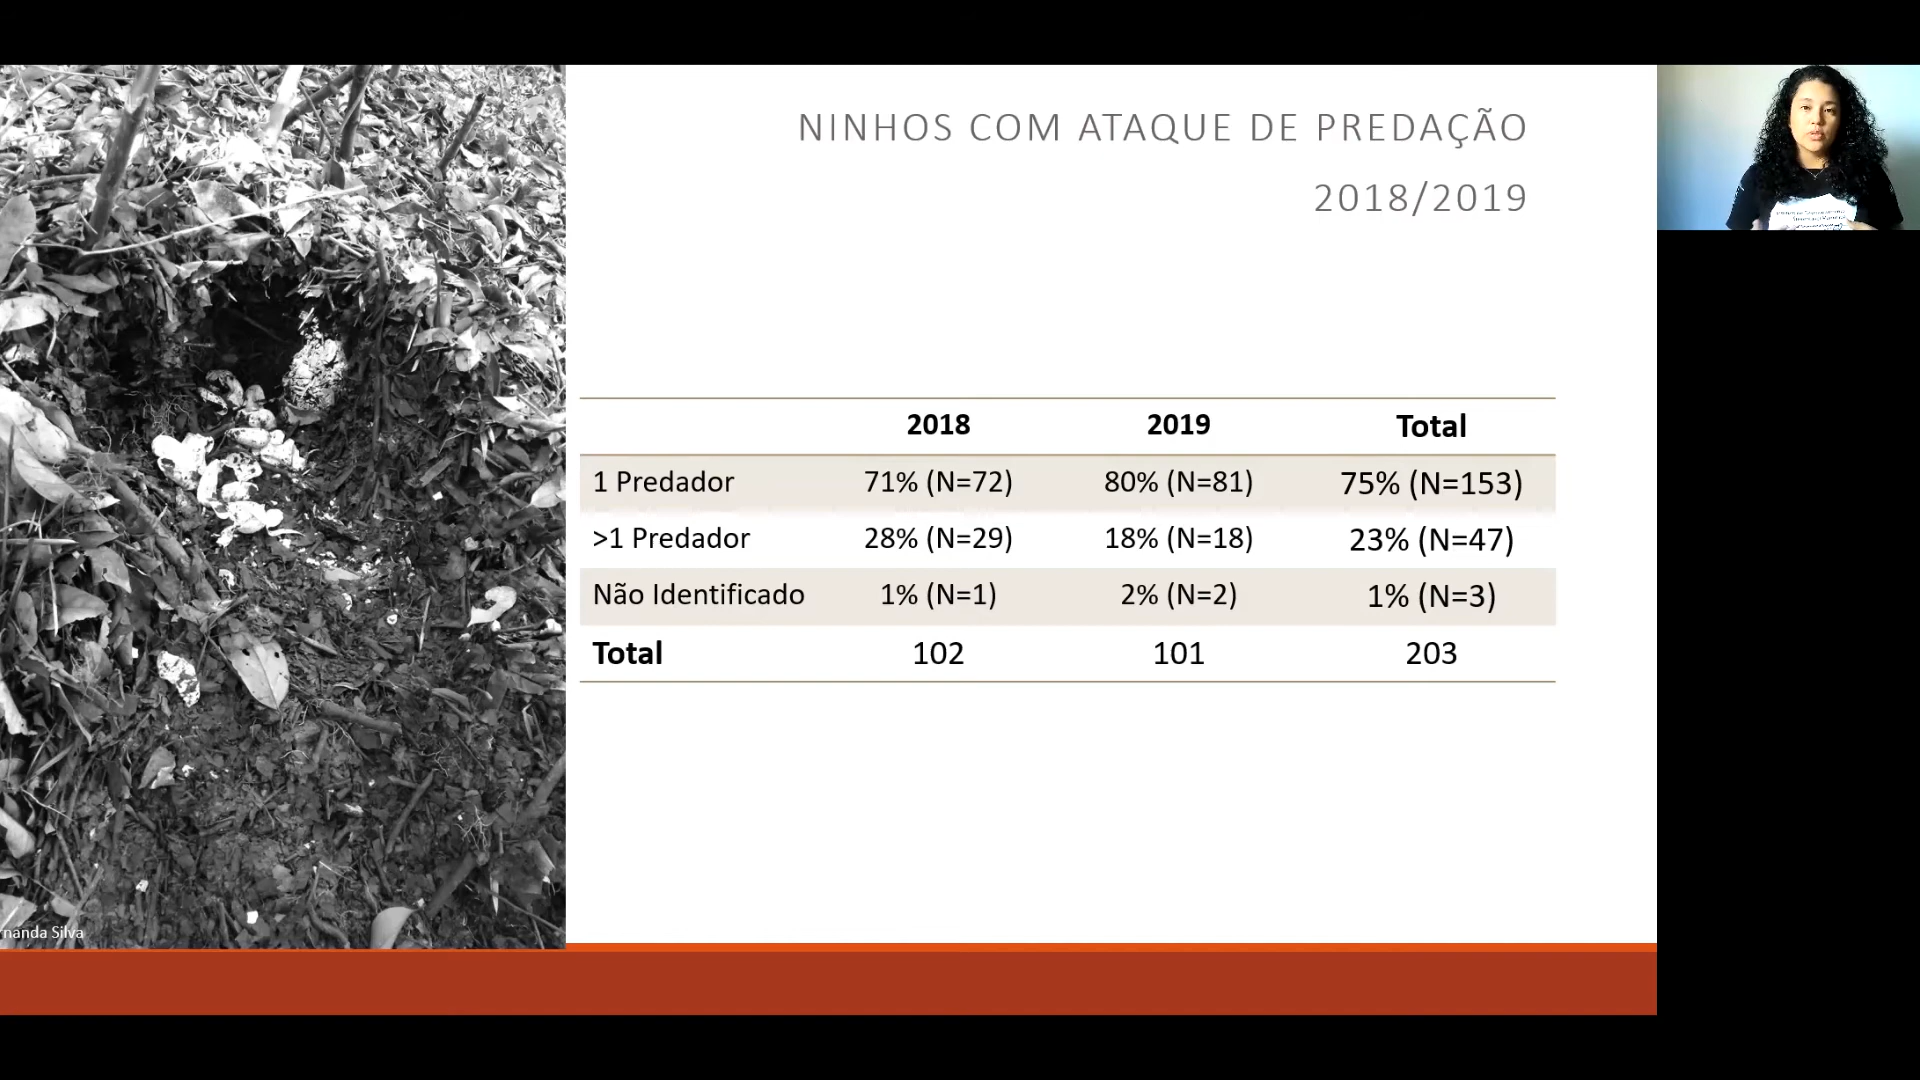 NINHOS COM ATAQUE DE PREDAÇÃO
2018/2019
2018 2019 Total
1 Predador 71% (N=72) 80% (N=81) 75% (N=153)
>1 Predador 28% (N=29) 18% (N=18) 23% (N=47)
Não Identificado 1% (N=1) 2% (N=2) 1% (N=3)
Total 102 101 203
nanda Silva